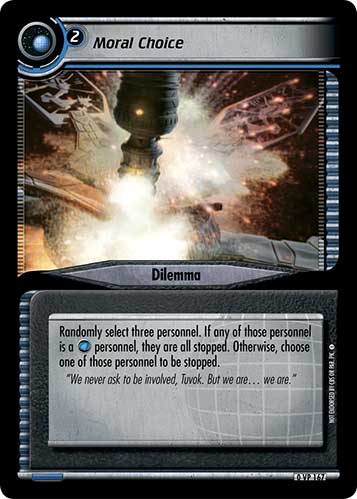 2 Moral Choice
Dilemma
Randomly select three personnel. If any of those personnel
is a personnel, they are all stopped. Otherwise, choose
one of those personnel to be stopped.
"We never ask to be involved, Tuvok. But we are… we are."
NOT ENDORSED BY CBS OR PAR. PIC.
0 VP 167